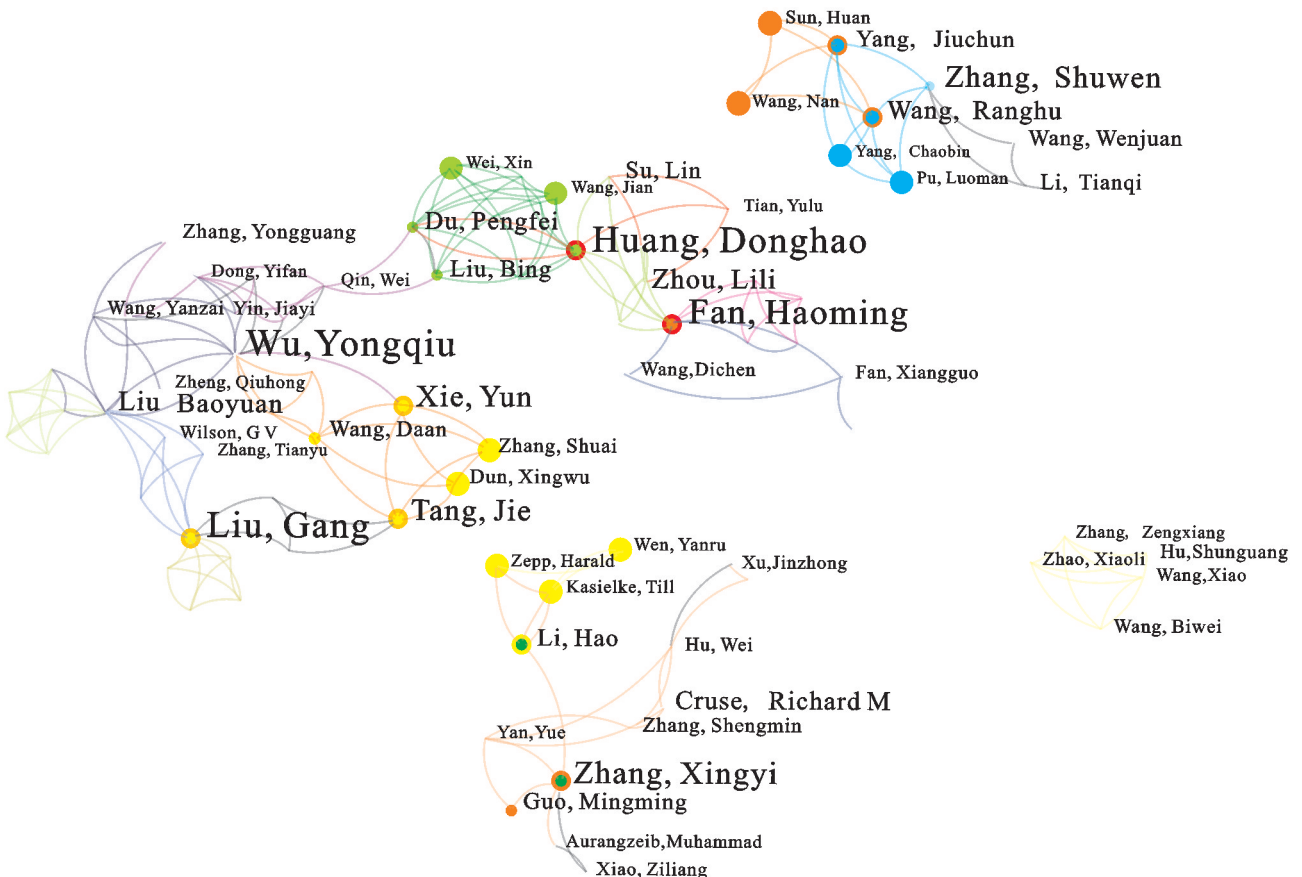 Sun, Huan
Yang, Jiuchun
Zhang, Shuwen
Wang, Nan
Wang, Ranghu
Wang, Wenjuan
Yang, Chaobin
Pu, Luoman
Li, Tianqi
Wei, Xin
Su, Lin
Wang, Jian
Tian, Yulu
Du, Pengfei
Zhang, Yongguang
Huang, Donghao
Dong, Yifan
Qin, Wei
Liu, Bing
Zhou, Lili
Wang, Yanzai
Yin, Jiayi
Fan, Haoming
Wu,Yongqiu
Wang,Dichen
Fan, Xiangguo
Zheng, Qiuhong
Liu Baoyuan
Xie, Yun
Wilson, G V
Wang, Daan
Zhang, Tianyu
Zhang, Shuai
Dun, Xingwu
Tang, Jie
Liu, Gang
Wen, Yanru
Zepp, Harald
Xu,Jinzhong
Kasielke, Till
Zhang, Zengxiang
Zhao, Xiaoli
Hu,Shunguang
Wang,Xiao
Wang, Biwei
Li, Hao
Hu, Wei
Cruse, Richard M
Zhang, Shengmin
Yan,Yue
Zhang, Xingyi
Guo, Mingming
Aurangzeib,Muhammad
Xiao, Ziliang